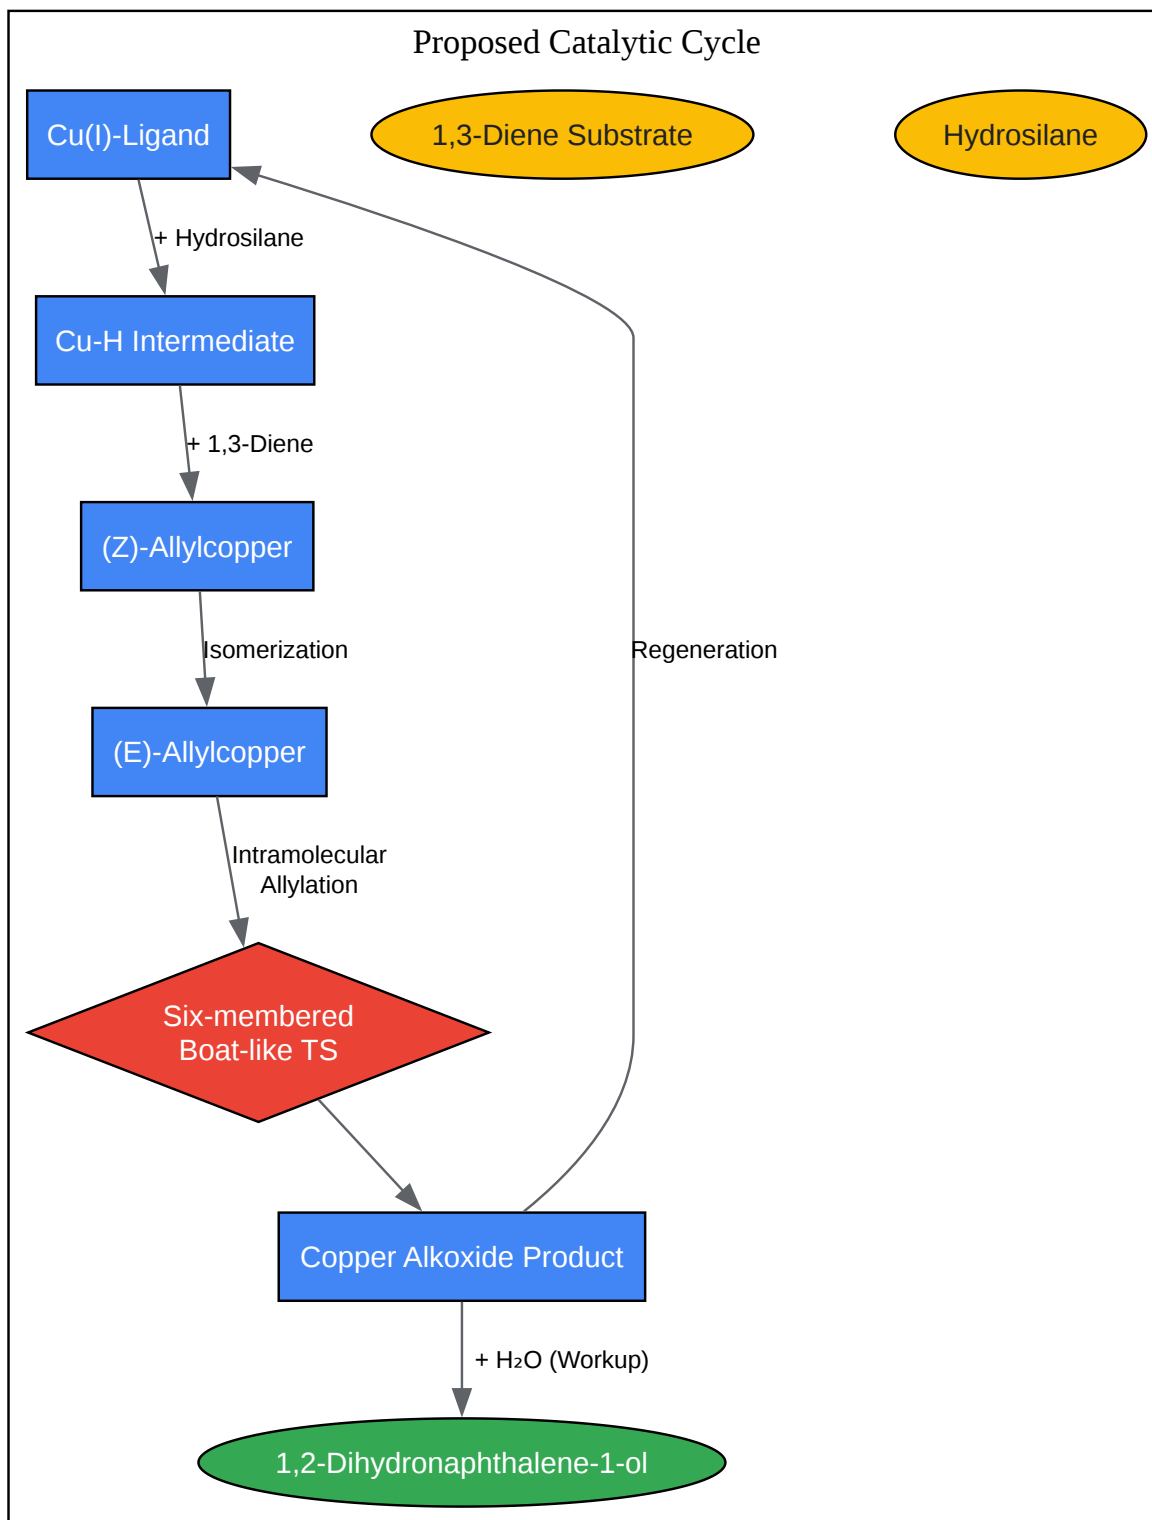 Proposed Catalytic Cycle
Cu(I)-Ligand
1,3-Diene Substrate
Hydrosilane
+ Hydrosilane
Cu-H Intermediate
+ 1,3-Diene
(Z)-Allylcopper
Isomerization
Regeneration
(E)-Allylcopper
Intramolecular
Allylation
Six-membered
Boat-like TS
Copper Alkoxide Product
+ H₂O (Workup)
1,2-Dihydronaphthalene-1-ol